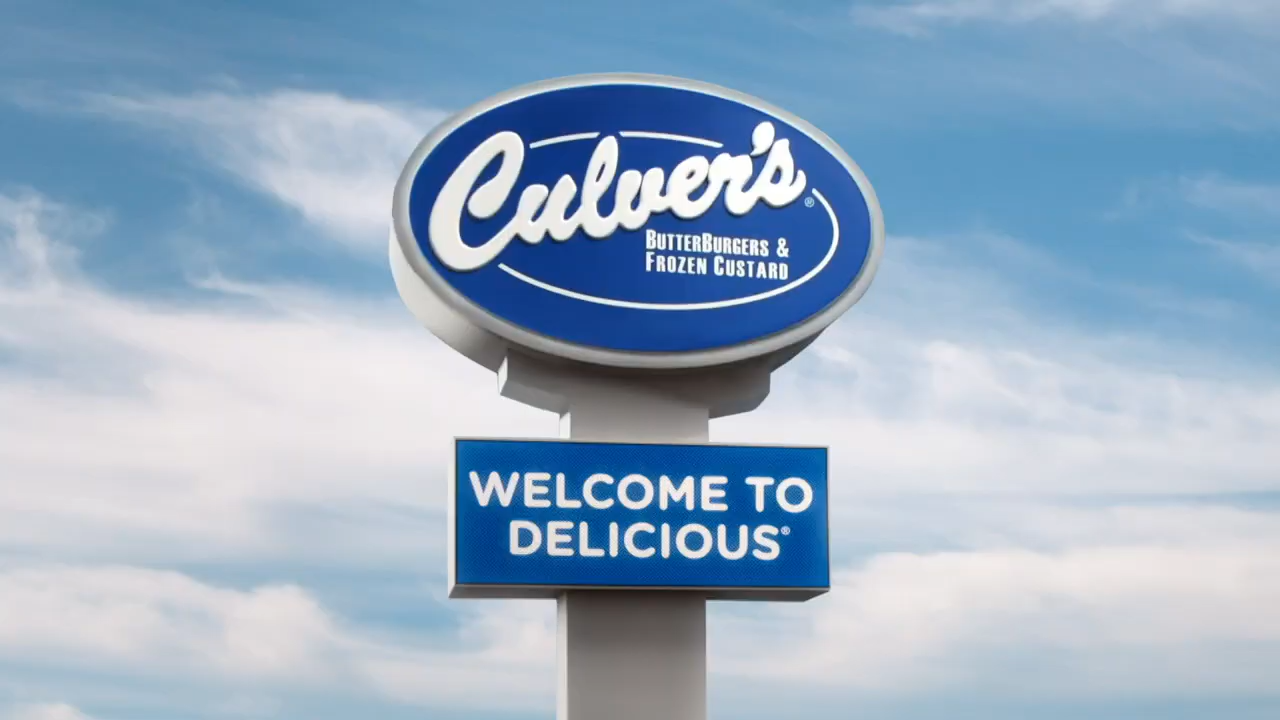 Culver's®
ButterBurgers &
Frozen Custard
WELCOME TO
DELICIOUS®